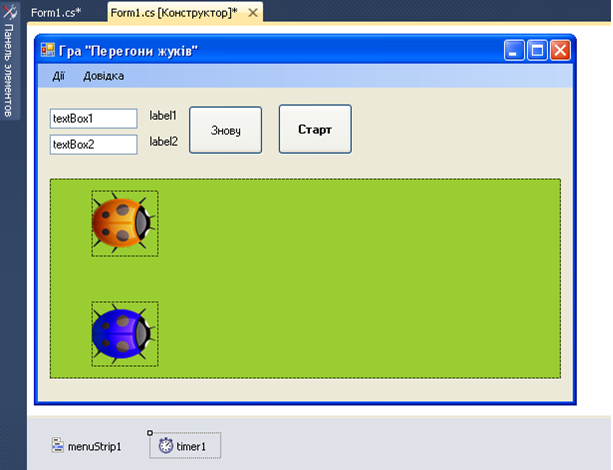 Form1.cs*
Form1.cs [Конструктор]*
Панель элементов
Гра "Перегони жуків"
Дії Довідка
textBox1 label1
textBox2 label2
Знову
Старт
menuStrip1
timer1